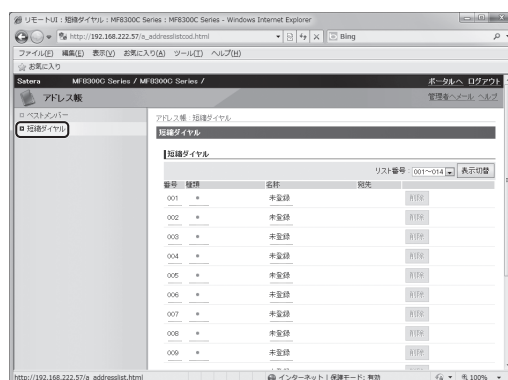 リモートUI : 短縮ダイヤル : MF8300C Series : MF8300C Series - Windows Internet Explorer
http://192.168.222.57/a_addresslistcod.html
Bing
ファイル(F) 編集(E) 表示(V) お気に入り(A) ツール(T) ヘルプ(H)
お気に入り
Satera MF8300C Series / MF8300C Series / ポータルへ ログアウト
アドレス帳 管理者へメール ヘルプ
ベストメンバー
短縮ダイヤル
アドレス帳 : 短縮ダイヤル
短縮ダイヤル
短縮ダイヤル
リスト番号 : 001〜014 表示切替
番号 種類 名称 宛先
001 未登録 削除
002 未登録 削除
003 未登録 削除
004 未登録 削除
005 未登録 削除
006 未登録 削除
007 未登録 削除
008 未登録 削除
009 未登録 削除
http://192.168.222.57/a_addresslist.html インターネット | 保護モード: 有効 100%